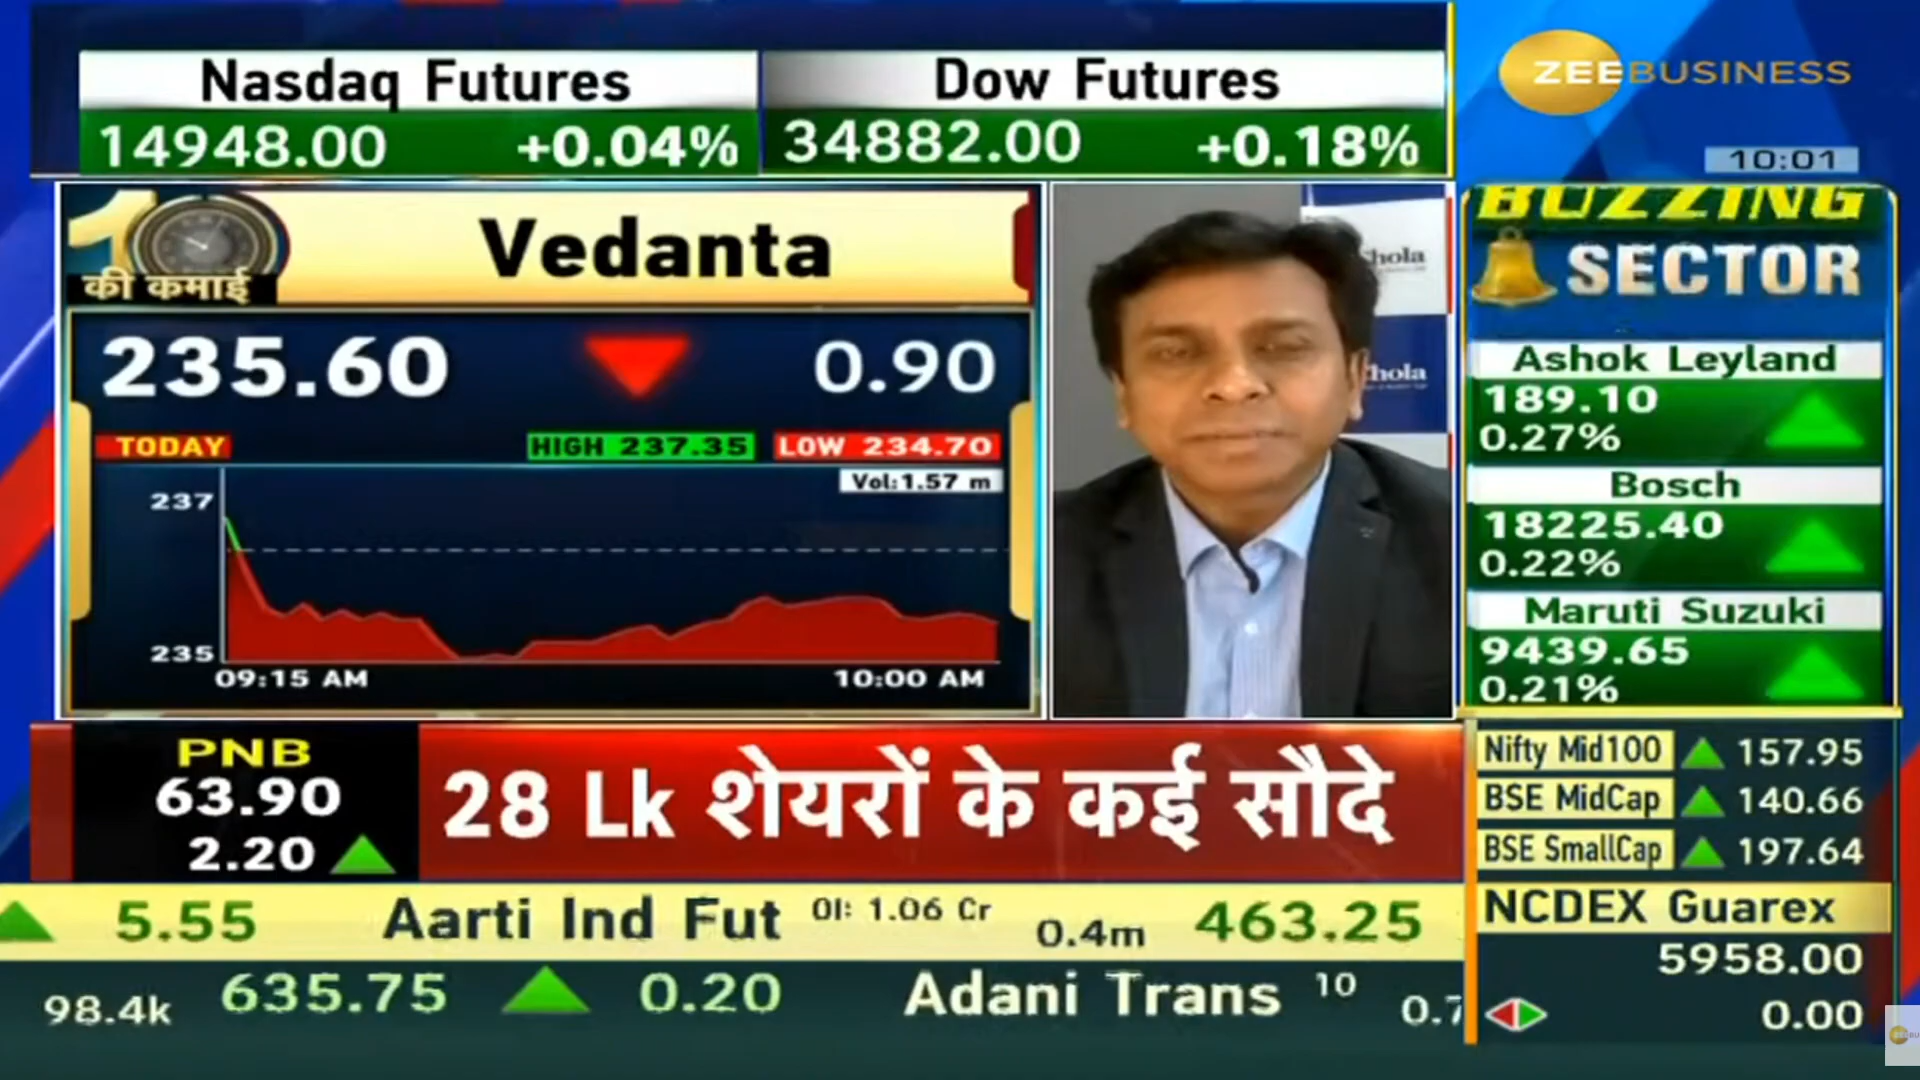 Nasdaq Futures
14948.00 +0.04%
Dow Futures
34882.00 +0.18%
ZEEBUSINESS
10:01
की कमाई
Vedanta
235.60 0.90
TODAY HIGH 237.35 LOW 234.70
Vol:1.57 m
237
235
09:15 AM 10:00 AM
hola
hola
BUZZING
SECTOR
Ashok Leyland
189.10
0.27%
Bosch
18225.40
0.22%
Maruti Suzuki
9439.65
0.21%
PNB
63.90
2.20
28 Lk शेयरों के कई सौदे
Nifty Mid100 157.95
BSE MidCap 140.66
BSE SmallCap 197.64
NCDEX Guarex
5958.00
0.00
5.55 Aarti Ind Fut OI: 1.06 Cr 0.4m 463.25
98.4k 635.75 0.20 Adani Trans 10 0.7